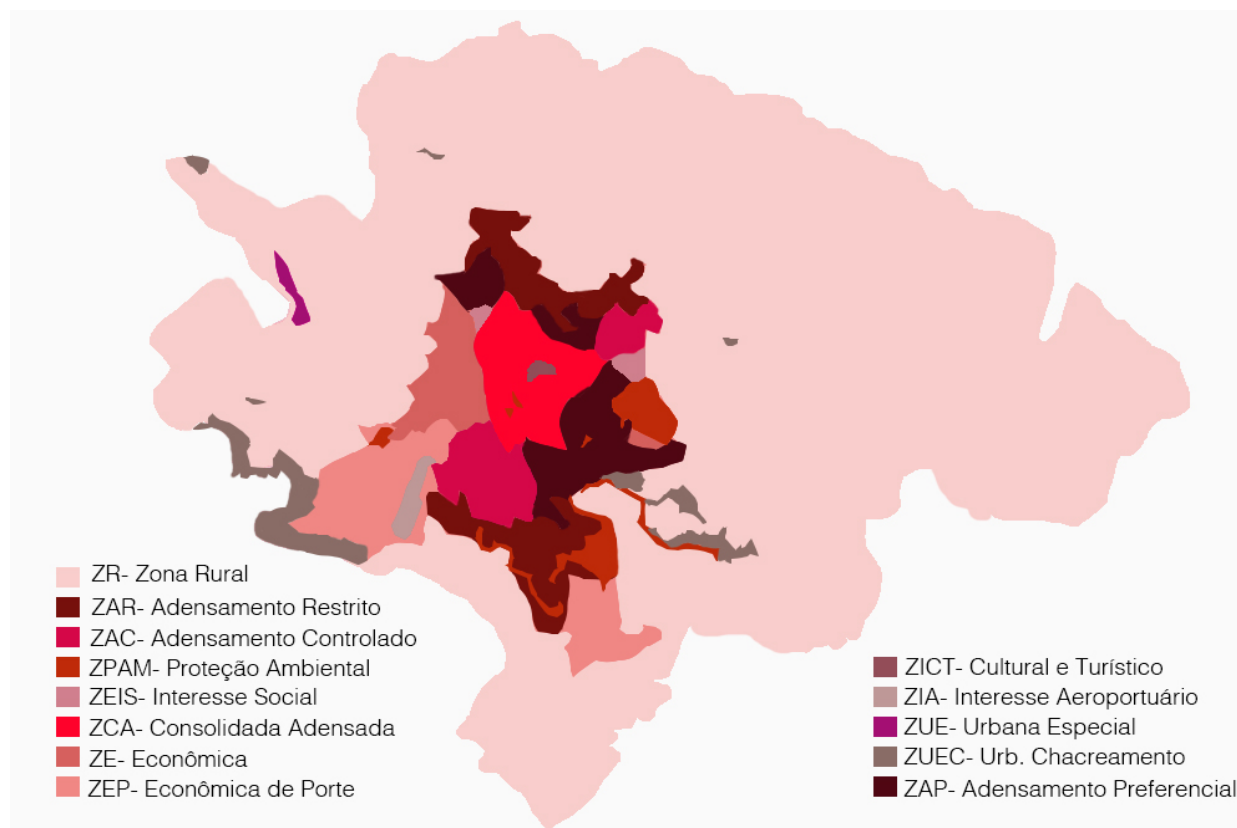 ZR- Zona Rural
ZAR- Adensamento Restrito
ZAC- Adensamento Controlado
ZPAM- Proteção Ambiental
ZEIS- Interesse Social
ZCA- Consolidada Adensada
ZE- Econômica
ZEP- Econômica de Porte
ZICT- Cultural e Turístico
ZIA- Interesse Aeroportuário
ZUE- Urbana Especial
ZUEC- Urb. Chacreamento
ZAP- Adensamento Preferencial